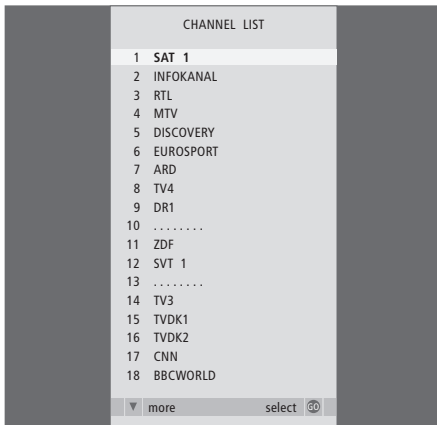 CHANNEL LIST
1 SAT 1
2 INFOKANAL
3 RTL
4 MTV
5 DISCOVERY
6 EUROSPORT
7 ARD
8 TV4
9 DR1
10 ........
11 ZDF
12 SVT 1
13 ........
14 TV3
15 TVDK1
16 TVDK2
17 CNN
18 BBCWORLD
▼ more select GO